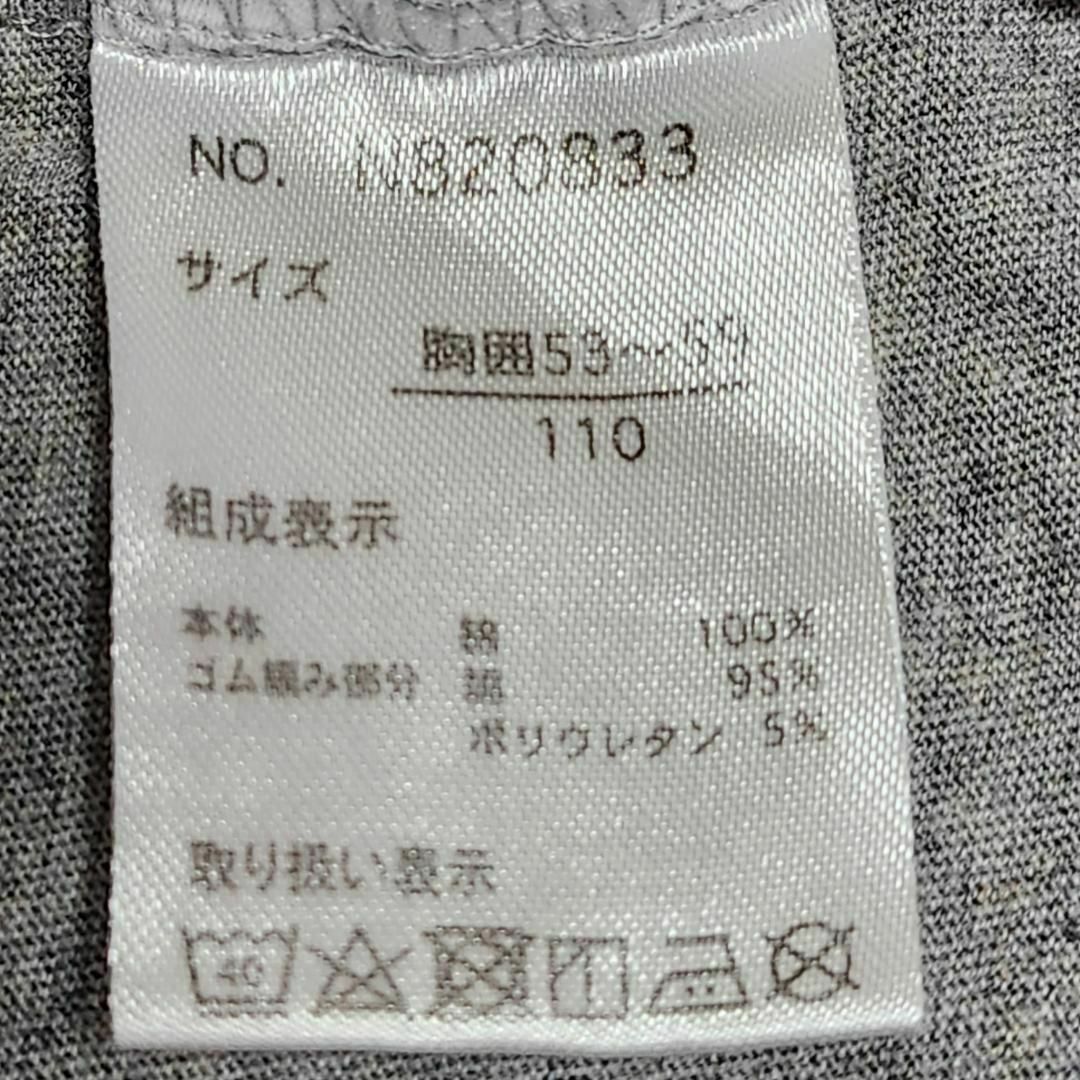 NO. N820833
サイズ
胸囲53〜59
110
組成表示
本体 綿 100%
ゴム編み部分 綿 95%
ポリウレタン 5%
取り扱い表示
40